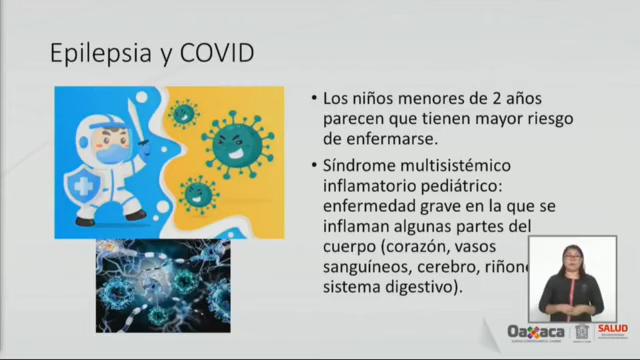 Epilepsia y COVID
• Los niños menores de 2 años
parecen que tienen mayor riesgo
de enfermarse.
• Síndrome multisistémico
inflamatorio pediátrico:
enfermedad grave en la que se
inflaman algunas partes del
cuerpo (corazón, vasos
sanguíneos, cerebro,
sistema digestivo).
Oaxaca
SALUD